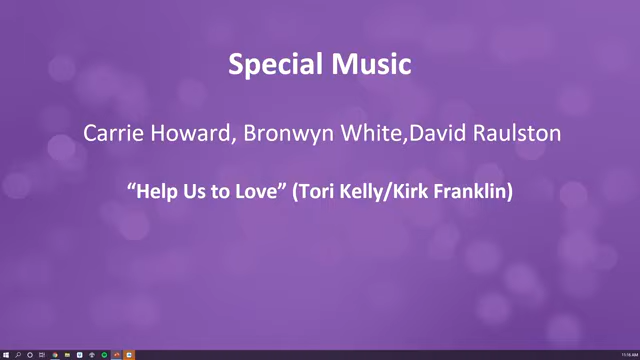 Special Music
Carrie Howard, Bronwyn White,David Raulston
“Help Us to Love” (Tori Kelly/Kirk Franklin)